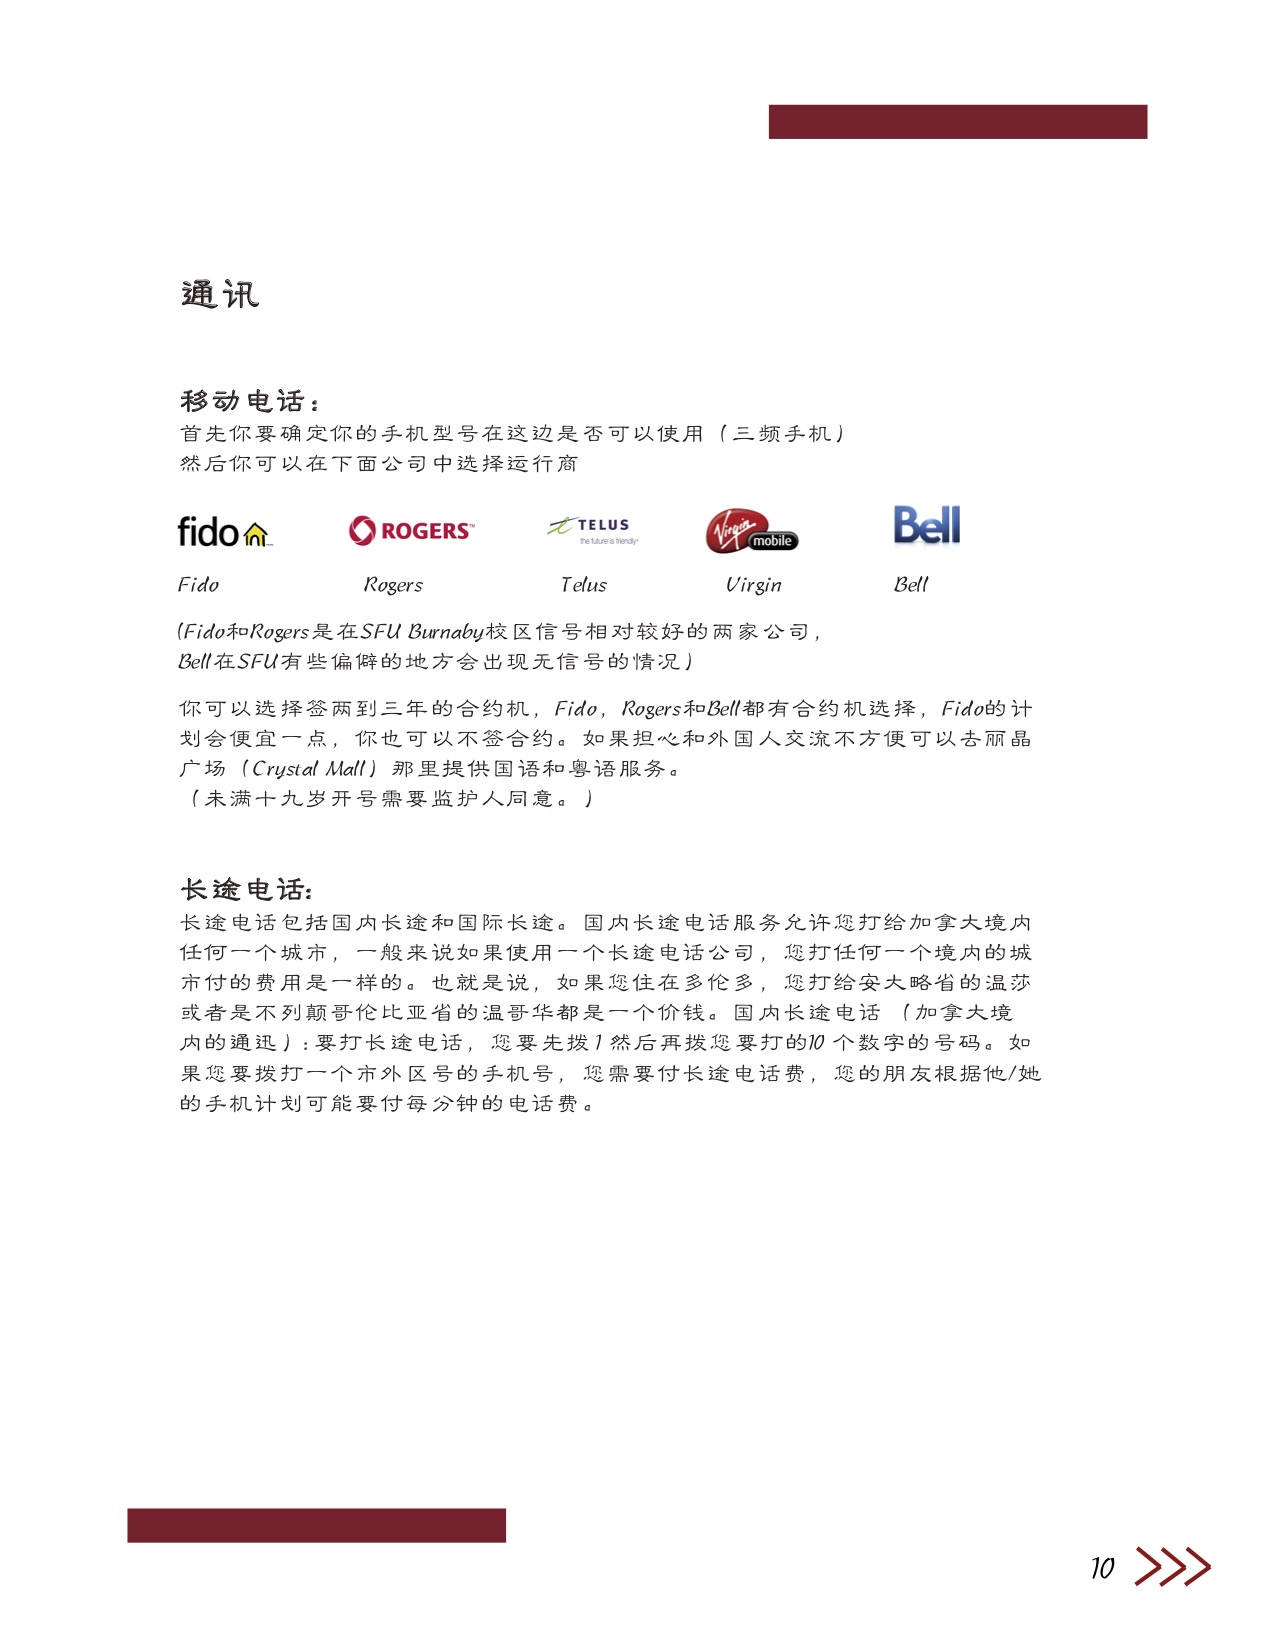 通讯
移动电话：
首先你要确定你的手机型号在这边是否可以使用（三频手机）
然后你可以在下面公司中选择运行商
fido ROGERS™ TELUS the future is friendly® Virgin mobile Bell
Fido Rogers Telus Virgin Bell
(Fido和Rogers是在SFU Burnaby校区信号相对较好的两家公司，
Bell在SFU有些偏僻的地方会出现无信号的情况）
你可以选择签两到三年的合约机，Fido，Rogers和Bell都有合约机选择，Fido的计
划会便宜一点，你也可以不签合约。如果担心和外国人交流不方便可以去丽晶
广场（Crystal Mall）那里提供国语和粤语服务。
（未满十九岁开号需要监护人同意。）
长途电话:
长途电话包括国内长途和国际长途。国内长途电话服务允许您打给加拿大境内
任何一个城市，一般来说如果使用一个长途电话公司，您打任何一个境内的城
市付的费用是一样的。也就是说，如果您住在多伦多，您打给安大略省的温莎
或者是不列颠哥伦比亚省的温哥华都是一个价钱。国内长途电话 （加拿大境
内的通迅）: 要打长途电话，您要先拨 1 然后再拨您要打的10 个数字的号码。如
果您要拨打一个市外区号的手机号，您需要付长途电话费，您的朋友根据他/她
的手机计划可能要付每分钟的电话费。
10